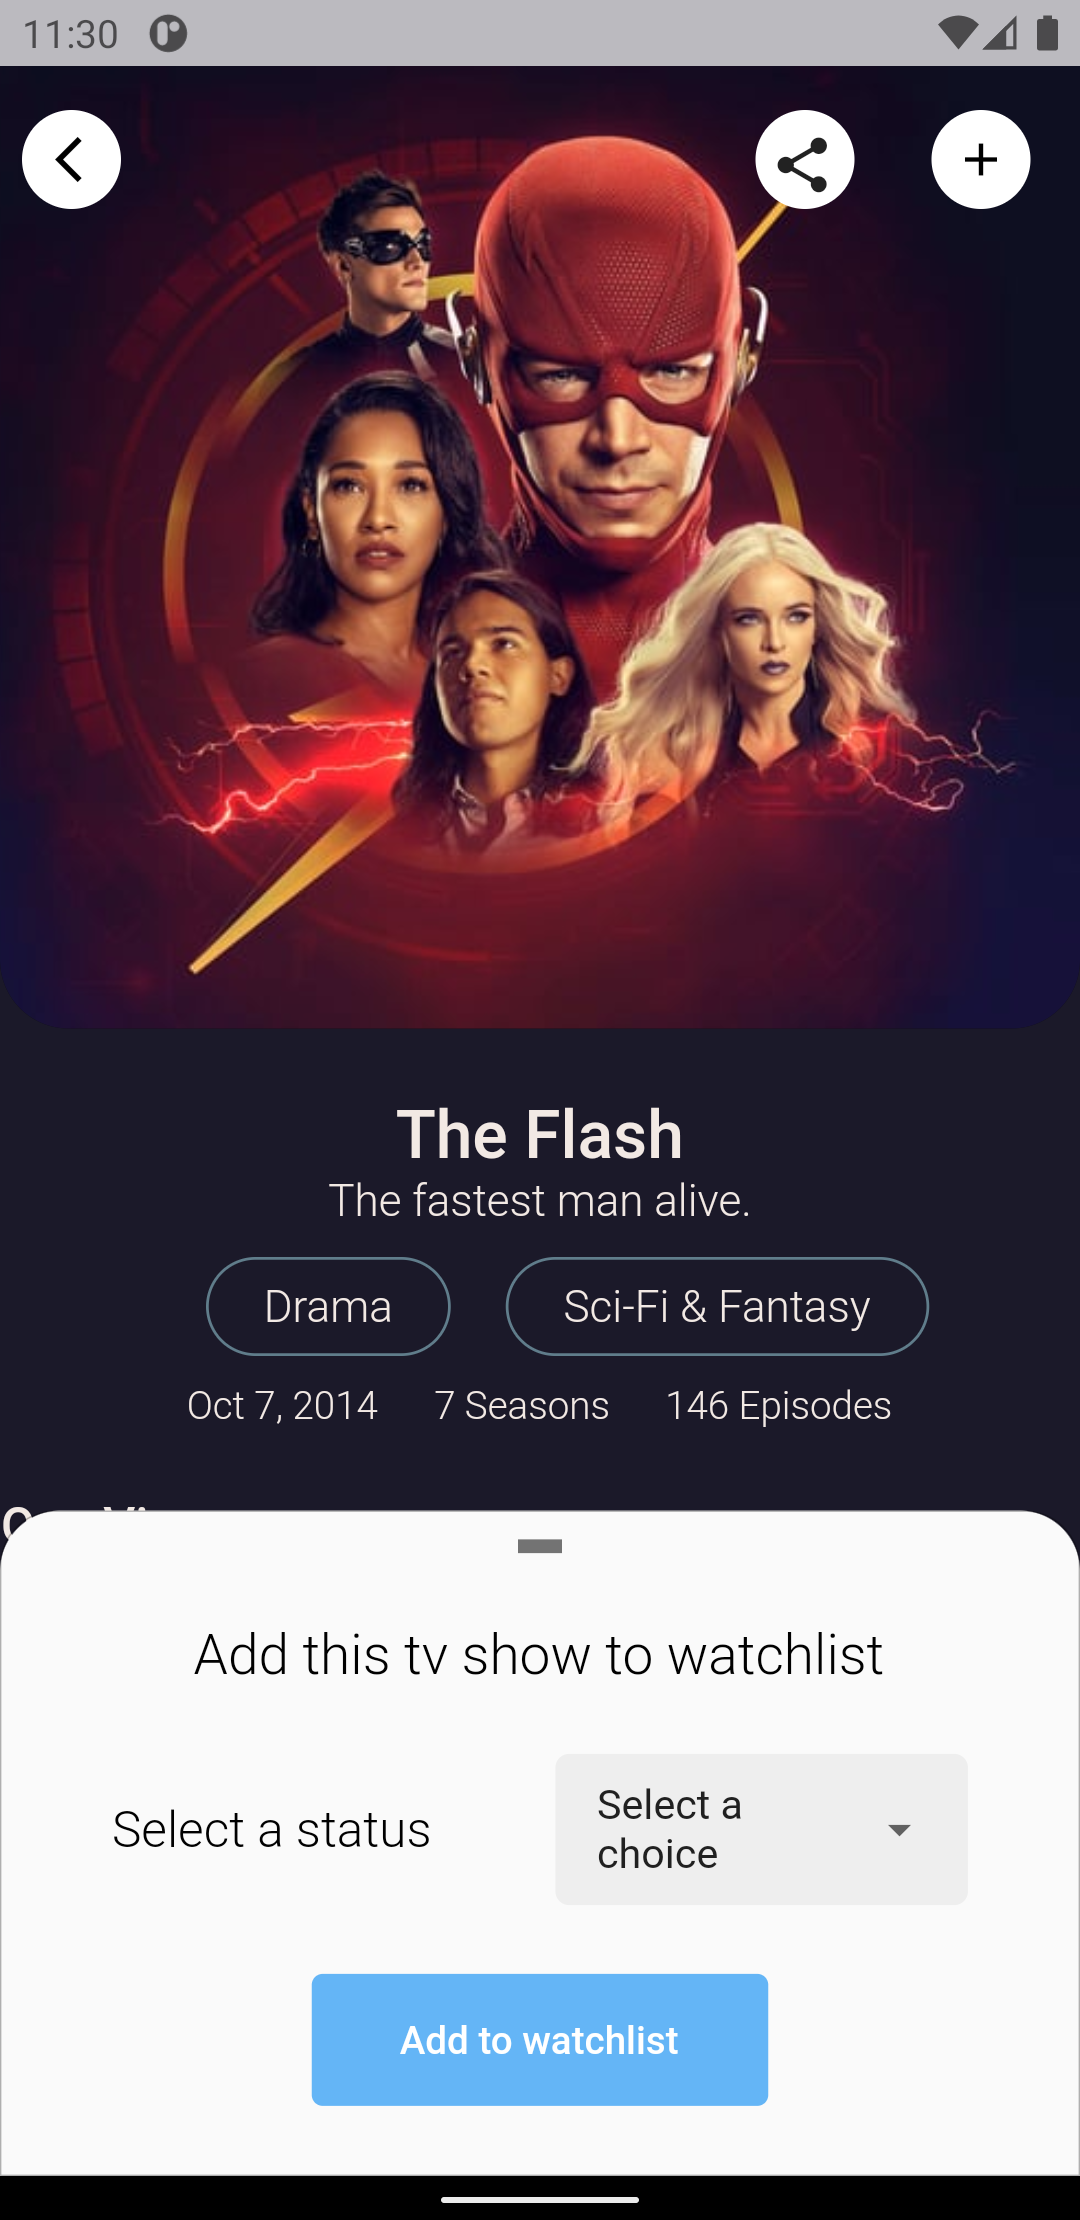 11:30
The Flash
The fastest man alive.
Drama
Sci-Fi & Fantasy
Oct 7, 2014 7 Seasons 146 Episodes
Add this tv show to watchlist
Select a status
Select a
choice
Add to watchlist